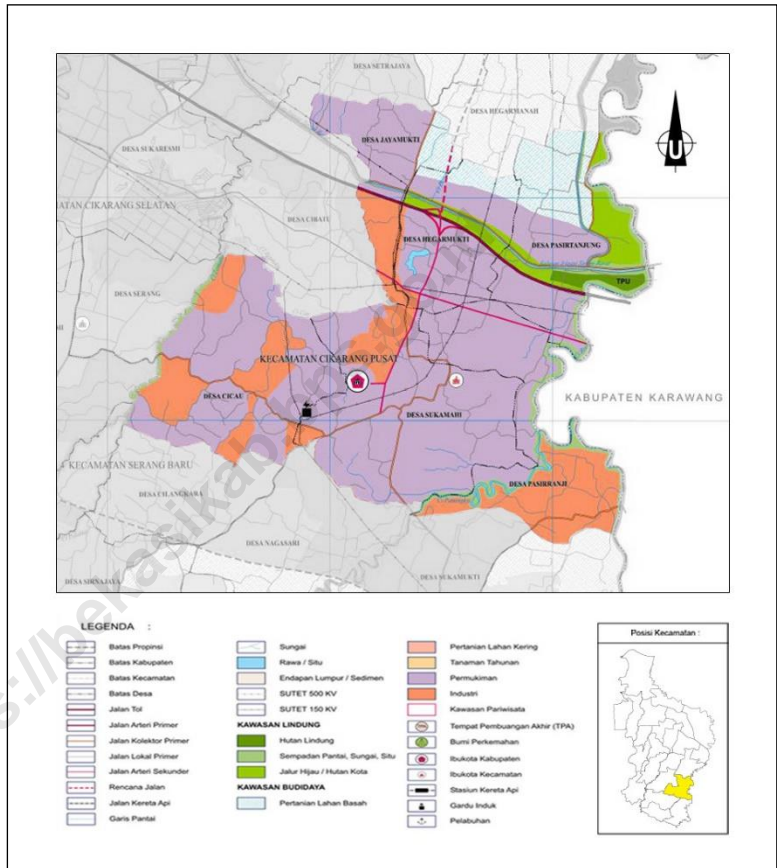 DESA SETRAJAYA
DESA HEGARMANAH
DESA JAYAMUKTI
DESA SUKARESMI
U
KECAMATAN CIKARANG SELATAN
DESA CIBATU
DESA HEGARMUKTI
DESA PASIRTANJUNG
TPU
DESA SERANG
KECAMATAN CIKARANG PUSAT
KABUPATEN KARAWANG
DESA CICAU
DESA SUKAMAHI
KECAMATAN SERANG BARU
DESA PASIRRANJI
DESA CILANGKARA
DESA NAGASARI
DESA SIRNAJAYA
DESA SUKAMUKTI
LEGENDA :
Batas Propinsi
Batas Kabupaten
Batas Kecamatan
Batas Desa
Jalan Tol
Jalan Arteri Primer
Jalan Kolektor Primer
Jalan Lokal Primer
Jalan Arteri Sekunder
Rencana Jalan
Jalan Kereta Api
Garis Pantai
Sungai
Rawa / Situ
Endapan Lumpur / Sedimen
SUTET 500 KV
SUTET 150 KV
KAWASAN LINDUNG
Hutan Lindung
Sempadan Pantai, Sungai, Situ
Jalur Hijau / Hutan Kota
KAWASAN BUDIDAYA
Pertanian Lahan Basah
Pertanian Lahan Kering
Tanaman Tahunan
Permukiman
Industri
Kawasan Pariwisata
Tempat Pembuangan Akhir (TPA)
Bumi Perkemahan
Ibukota Kabupaten
Ibukota Kecamatan
Stasiun Kereta Api
Gardu Induk
Pelabuhan
Posisi Kecamatan :